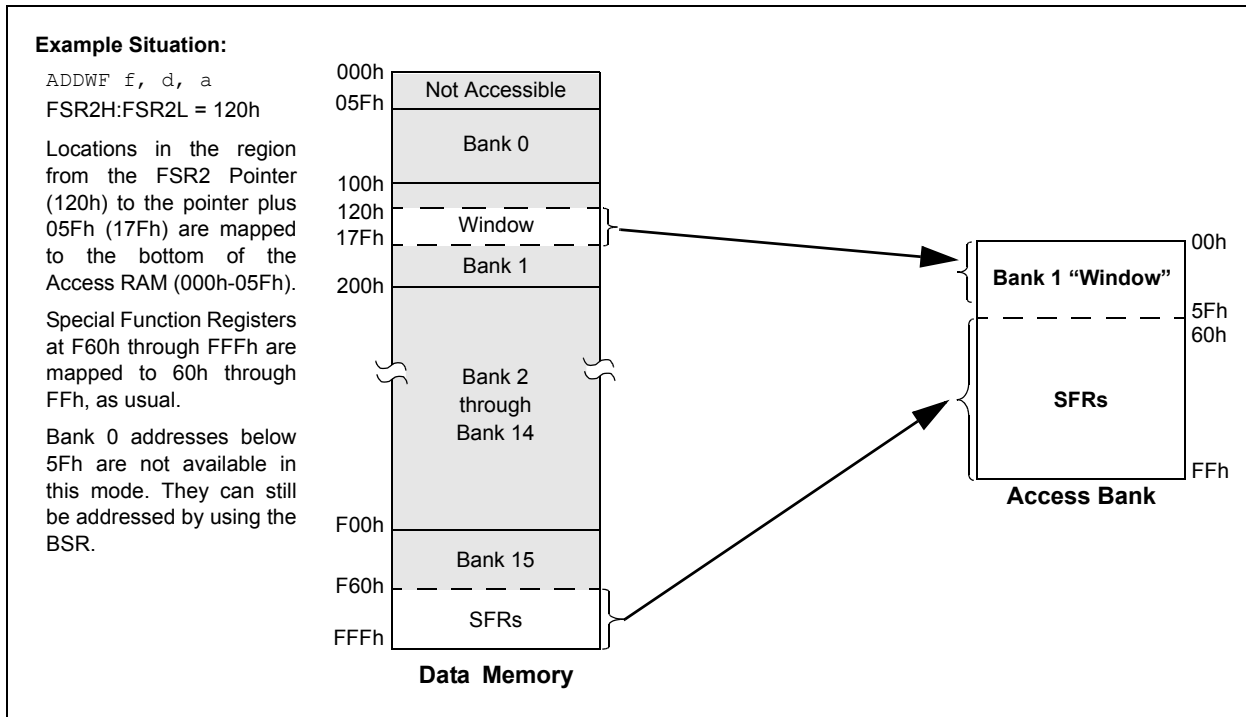 Example Situation:
ADDWF f, d, a
FSR2H:FSR2L = 120h
Locations in the region
from the FSR2 Pointer
(120h) to the pointer plus
05Fh (17Fh) are mapped
to the bottom of the
Access RAM (000h-05Fh).
Special Function Registers
at F60h through FFFh are
mapped to 60h through
FFh, as usual.
Bank 0 addresses below
5Fh are not available in
this mode. They can still
be addressed by using the
BSR.
000h
Not Accessible
05Fh
Bank 0
100h
120h
Window
17Fh
Bank 1
200h
Bank 2
through
Bank 14
F00h
Bank 15
F60h
SFRs
FFFh
Data Memory
00h
Bank 1 “Window”
5Fh
60h
SFRs
FFh
Access Bank